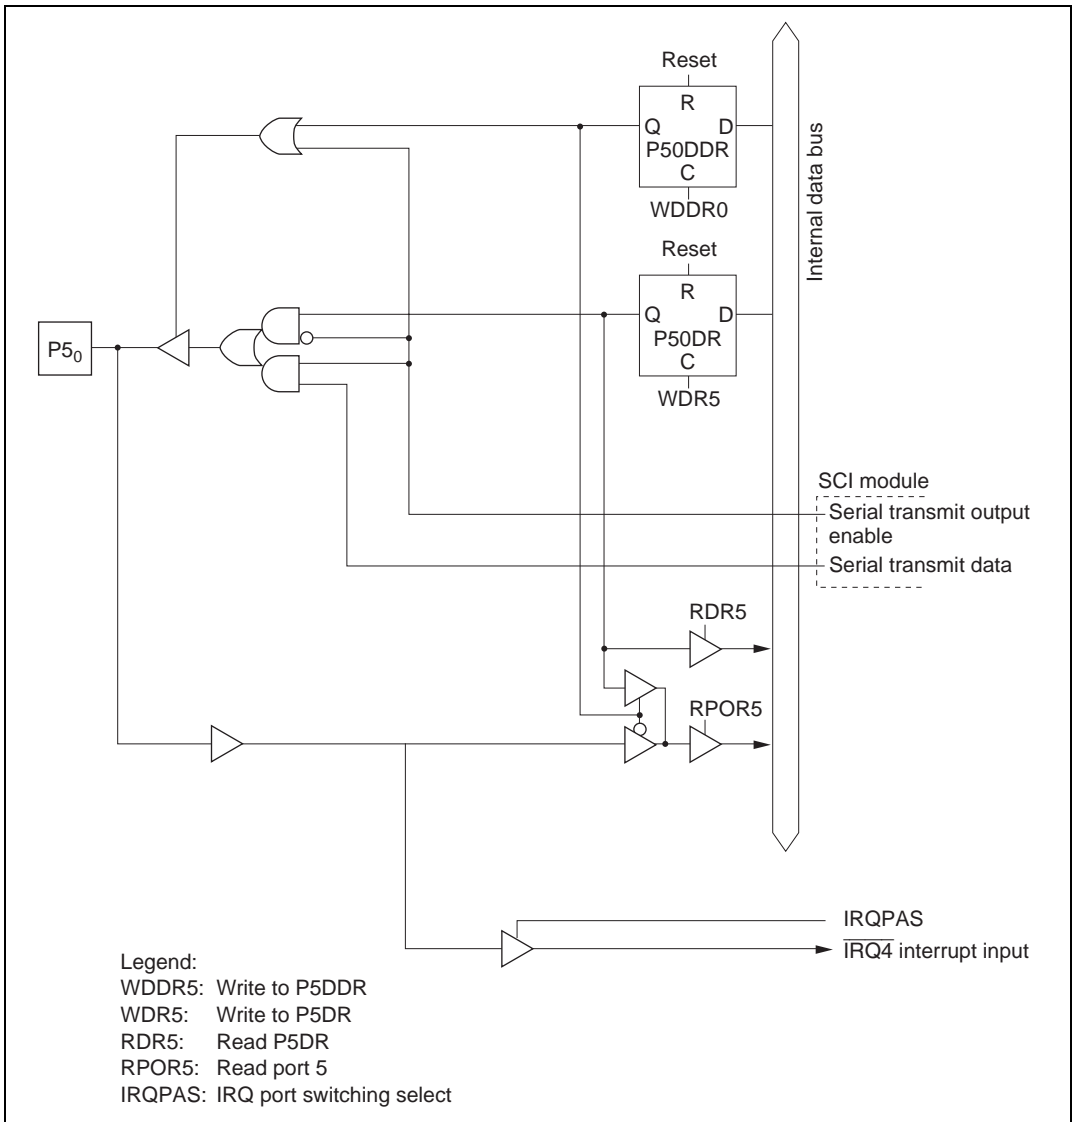 Reset
R
Q D
P50DDR
C
WDDR0
Internal data bus
Reset
R
Q D
P50DR
C
WDR5
P5₀
SCI module
Serial transmit output
enable
Serial transmit data
RDR5
RPOR5
IRQPAS
I̅R̅Q̅4̅ interrupt input
Legend:
WDDR5: Write to P5DDR
WDR5: Write to P5DR
RDR5: Read P5DR
RPOR5: Read port 5
IRQPAS: IRQ port switching select